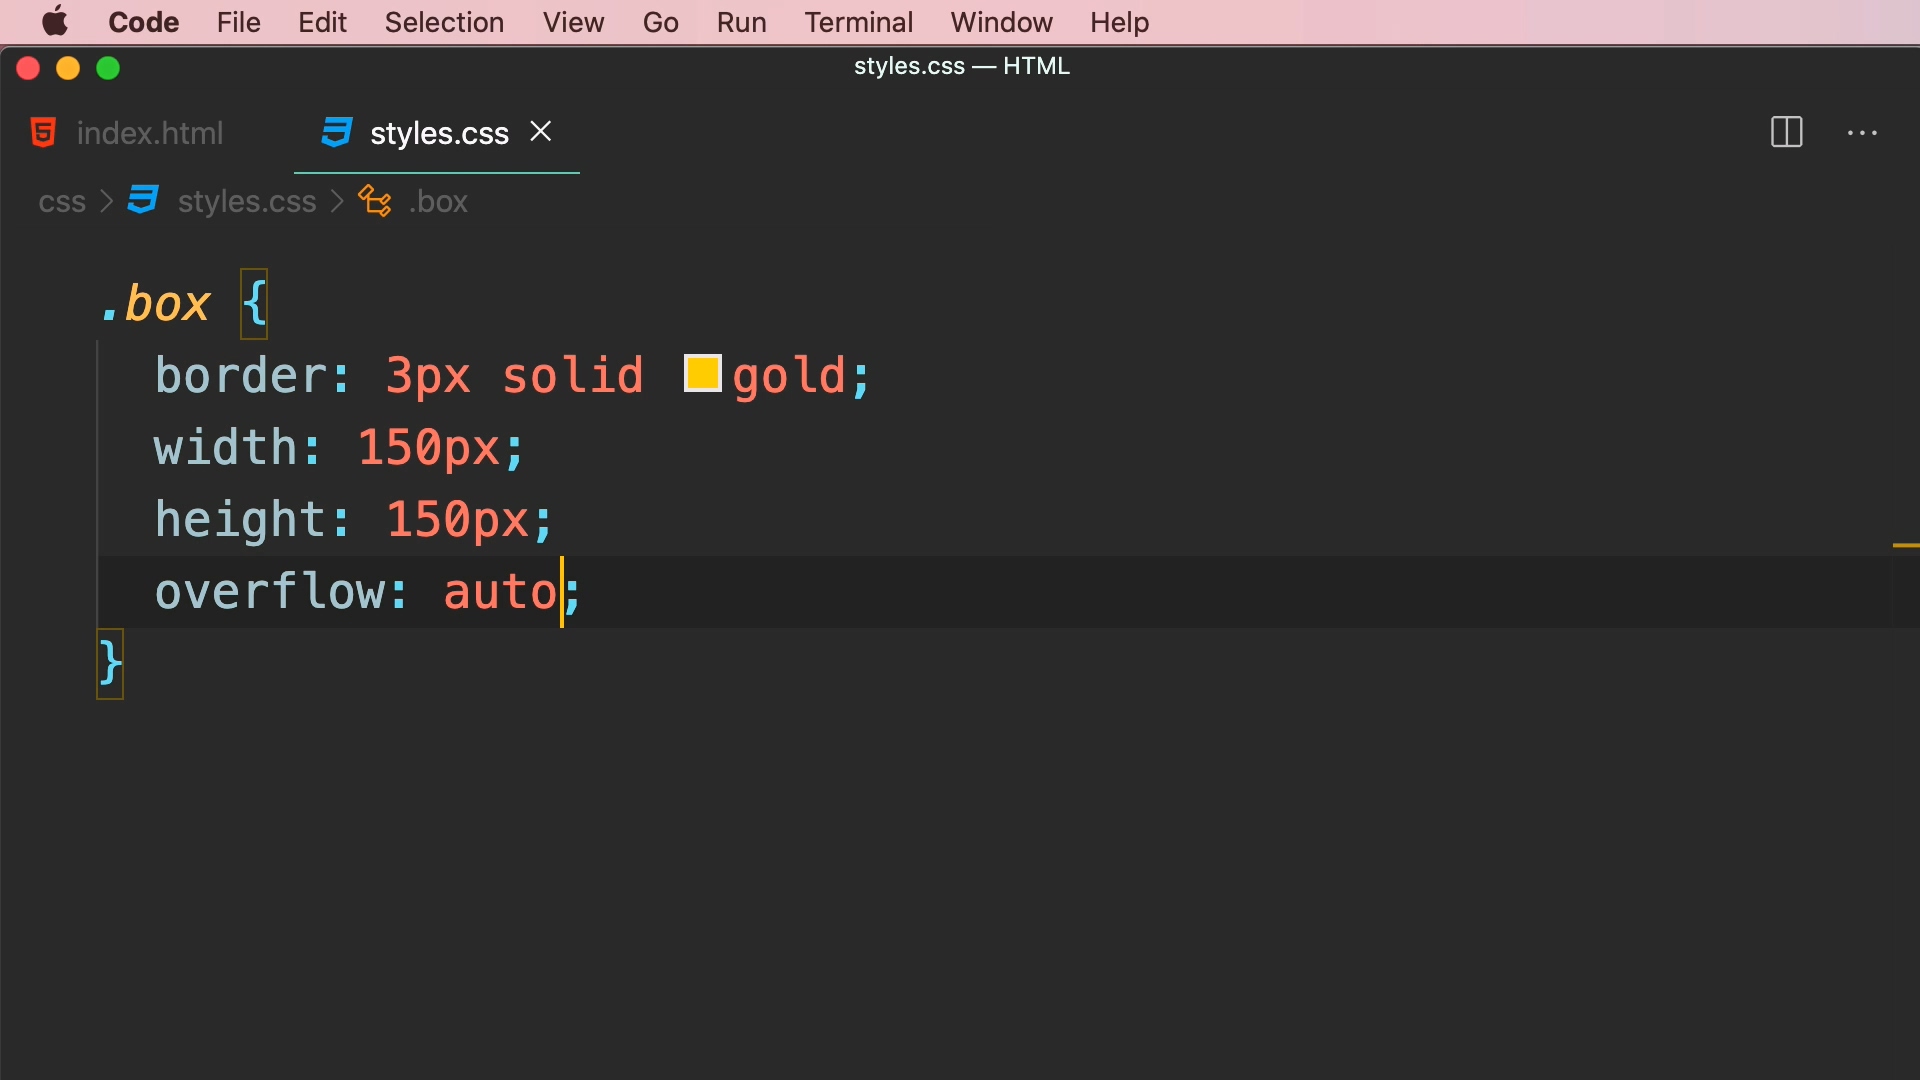 Code File Edit Selection View Go Run Terminal Window Help
styles.css — HTML
index.html styles.css
css > styles.css > .box
.box {
border: 3px solid gold;
width: 150px;
height: 150px;
overflow: auto;
}